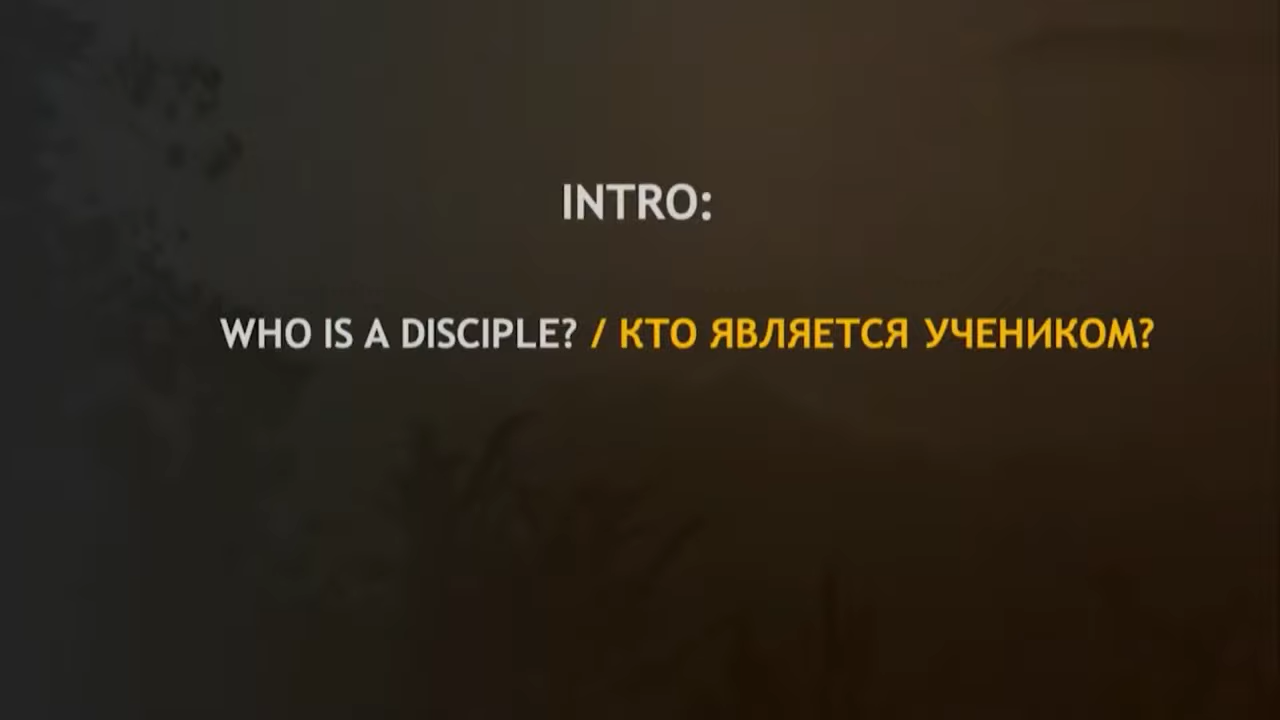 INTRO:
WHO IS A DISCIPLE? / КТО ЯВЛЯЕТСЯ УЧЕНИКОМ?